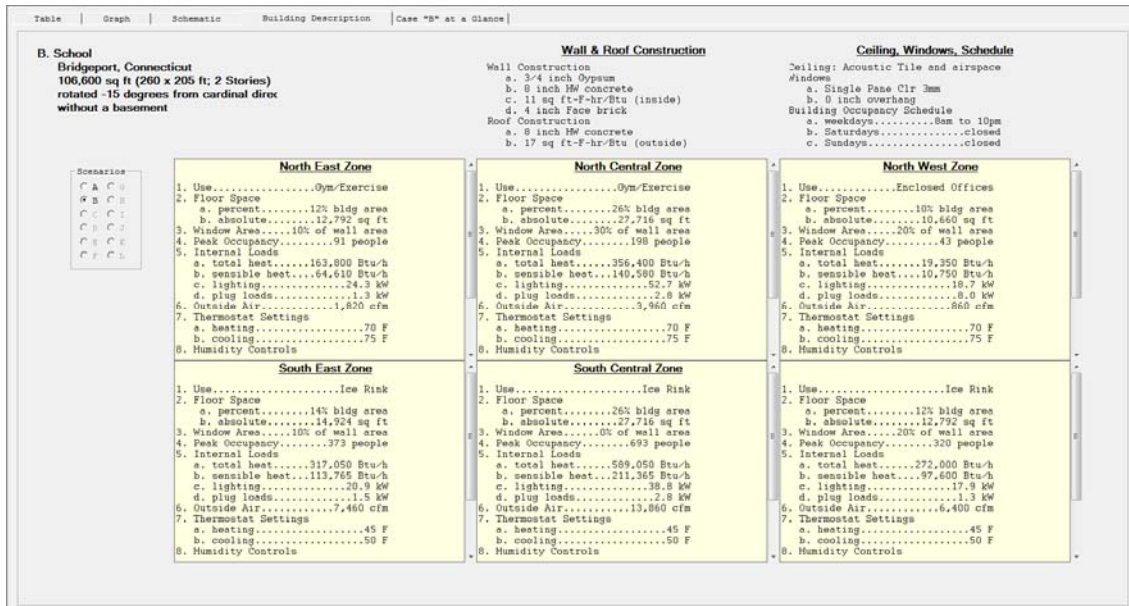 Table | Graph | Schematic Building Description |Case "B" at a Glance|
B. School
Bridgeport, Connecticut
106,600 sq ft (260 x 205 ft; 2 Stories)
rotated -15 degrees from cardinal direx
without a basement
Wall & Roof Construction
Wall Construction
a. 3/4 inch Gypsum
b. 8 inch HW concrete
c. 11 sq ft-F-hr/Btu (inside)
d. 4 inch Face brick
Roof Construction
a. 8 inch HW concrete
b. 17 sq ft-F-hr/Btu (outside)
Ceiling, Windows, Schedule
Ceiling: Acoustic Tile and airspace
Windows
a. Single Pane Clr 3mm
b. 0 inch overhang
Building Occupancy Schedule
a. weekdays..........8am to 10pm
b. Saturdays..............closed
c. Sundays................closed
Scenarios
A G
B H
C I
D J
E K
F L
North East Zone
1. Use................Gym/Exercise
2. Floor Space
a. percent........12% bldg area
b. absolute.........12,792 sq ft
3. Window Area.....10% of wall area
4. Peak Occupancy.........91 people
5. Internal Loads
a. total heat......163,800 Btu/h
b. sensible heat....64,610 Btu/h
c. lighting..............24.3 kW
d. plug loads.............1.3 kW
6. Outside Air............1,820 cfm
7. Thermostat Settings
a. heating.................70 F
b. cooling.................75 F
8. Humidity Controls
North Central Zone
1. Use................Gym/Exercise
2. Floor Space
a. percent........26% bldg area
b. absolute.........27,716 sq ft
3. Window Area.....30% of wall area
4. Peak Occupancy........198 people
5. Internal Loads
a. total heat......356,400 Btu/h
b. sensible heat...140,580 Btu/h
c. lighting..............52.7 kW
d. plug loads.............2.8 kW
6. Outside Air............3,960 cfm
7. Thermostat Settings
a. heating.................70 F
b. cooling.................75 F
8. Humidity Controls
North West Zone
1. Use............Enclosed Offices
2. Floor Space
a. percent........10% bldg area
b. absolute.........10,660 sq ft
3. Window Area.....20% of wall area
4. Peak Occupancy.........43 people
5. Internal Loads
a. total heat.......19,350 Btu/h
b. sensible heat....10,750 Btu/h
c. lighting..............18.7 kW
d. plug loads.............8.0 kW
6. Outside Air..............860 cfm
7. Thermostat Settings
a. heating.................70 F
b. cooling.................75 F
8. Humidity Controls
South East Zone
1. Use....................Ice Rink
2. Floor Space
a. percent........14% bldg area
b. absolute.........14,924 sq ft
3. Window Area.....10% of wall area
4. Peak Occupancy........373 people
5. Internal Loads
a. total heat......317,050 Btu/h
b. sensible heat...113,765 Btu/h
c. lighting..............20.9 kW
d. plug loads.............1.5 kW
6. Outside Air............7,460 cfm
7. Thermostat Settings
a. heating.................45 F
b. cooling.................50 F
8. Humidity Controls
South Central Zone
1. Use....................Ice Rink
2. Floor Space
a. percent........26% bldg area
b. absolute.........27,716 sq ft
3. Window Area......0% of wall area
4. Peak Occupancy........693 people
5. Internal Loads
a. total heat......589,050 Btu/h
b. sensible heat...211,365 Btu/h
c. lighting..............38.8 kW
d. plug loads.............2.8 kW
6. Outside Air...........13,860 cfm
7. Thermostat Settings
a. heating.................45 F
b. cooling.................50 F
8. Humidity Controls
1. Use....................Ice Rink
2. Floor Space
a. percent........12% bldg area
b. absolute.........12,792 sq ft
3. Window Area.....20% of wall area
4. Peak Occupancy........320 people
5. Internal Loads
a. total heat......272,000 Btu/h
b. sensible heat....97,600 Btu/h
c. lighting..............17.9 kW
d. plug loads.............1.3 kW
6. Outside Air............6,400 cfm
7. Thermostat Settings
a. heating.................45 F
b. cooling.................50 F
8. Humidity Controls